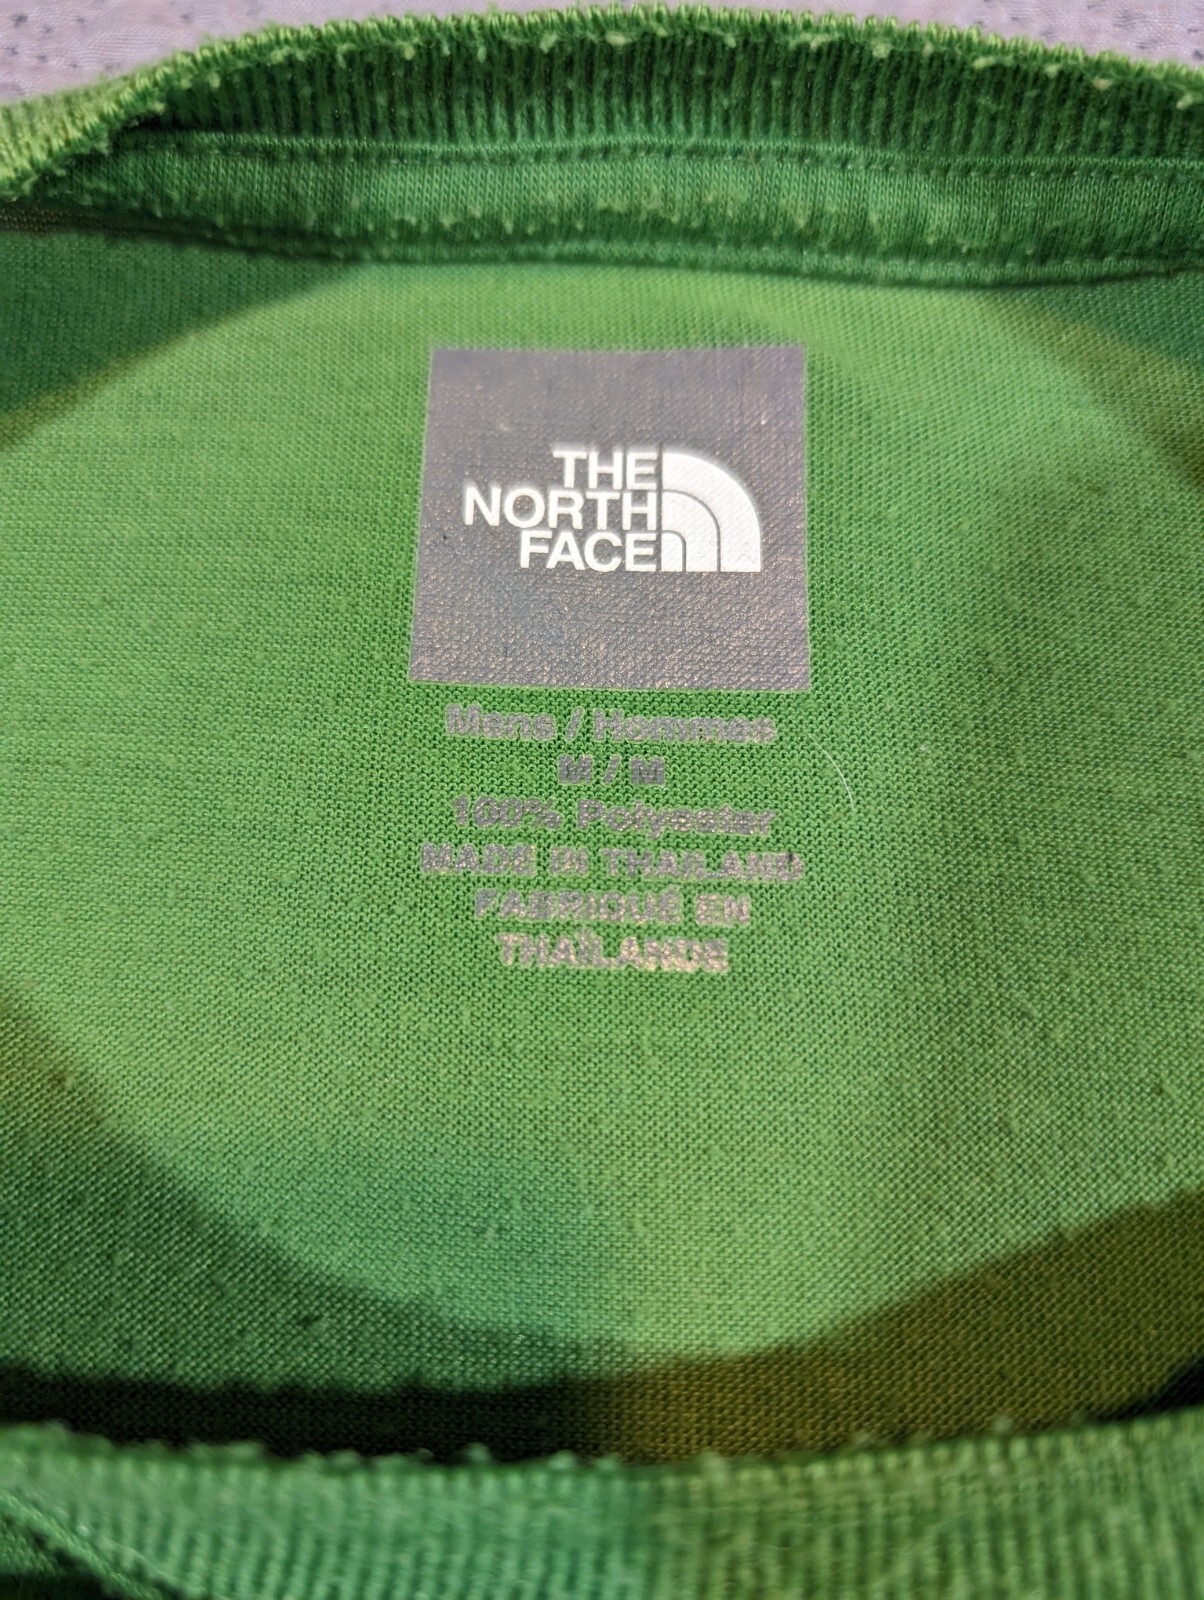 THE
NORTH
FACE
Mens / Hommes
M / M
100% Polyester
MADE IN THAILAND
FABRIQUÉ EN
THAÏLANDE